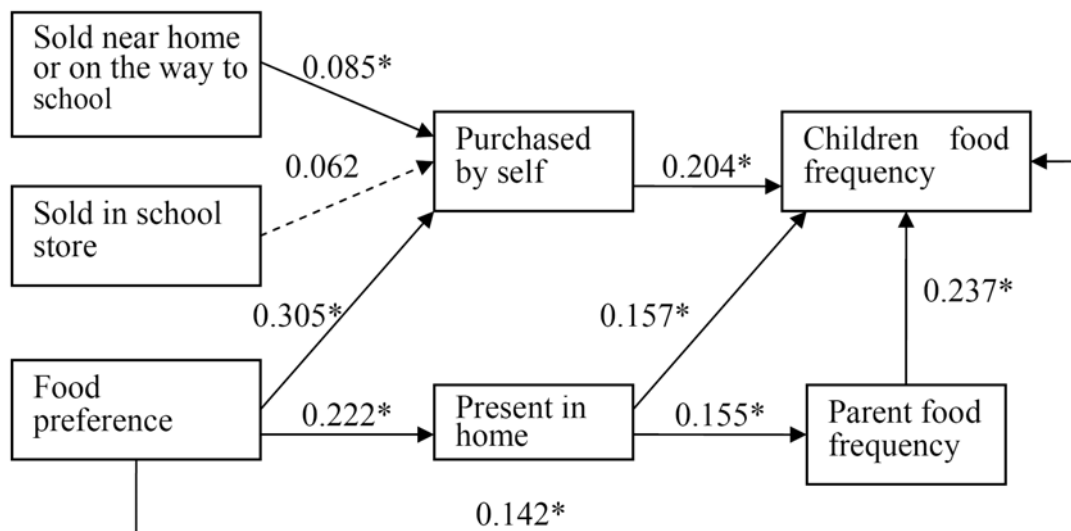 Sold near home
or on the way to
school
0.085*
Purchased
by self
0.204*
Children food
frequency
0.062
Sold in school
store
0.305*
0.157*
0.237*
Food
preference
0.222*
Present in
home
0.155*
Parent food
frequency
0.142*